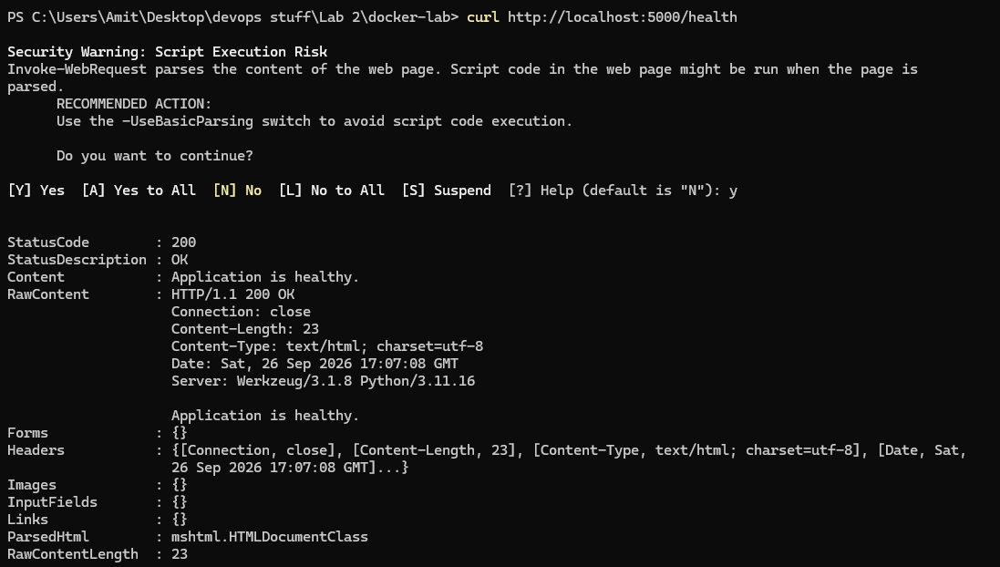 PS C:\Users\Amit\Desktop\devops stuff\Lab 2\docker-lab> curl http://localhost:5000/health
Security Warning: Script Execution Risk
Invoke-WebRequest parses the content of the web page. Script code in the web page might be run when the page is
parsed.
      RECOMMENDED ACTION:
      Use the -UseBasicParsing switch to avoid script code execution.
      Do you want to continue?
[Y] Yes  [A] Yes to All  [N] No  [L] No to All  [S] Suspend  [?] Help (default is "N"): y
StatusCode        : 200
StatusDescription : OK
Content           : Application is healthy.
RawContent        : HTTP/1.1 200 OK
                    Connection: close
                    Content-Length: 23
                    Content-Type: text/html; charset=utf-8
                    Date: Sat, 26 Sep 2026 17:07:08 GMT
                    Server: Werkzeug/3.1.8 Python/3.11.16
                    Application is healthy.
Forms             : {}
Headers           : {[Connection, close], [Content-Length, 23], [Content-Type, text/html; charset=utf-8], [Date, Sat,
                    26 Sep 2026 17:07:08 GMT]...}
Images            : {}
InputFields       : {}
Links             : {}
ParsedHtml        : mshtml.HTMLDocumentClass
RawContentLength  : 23